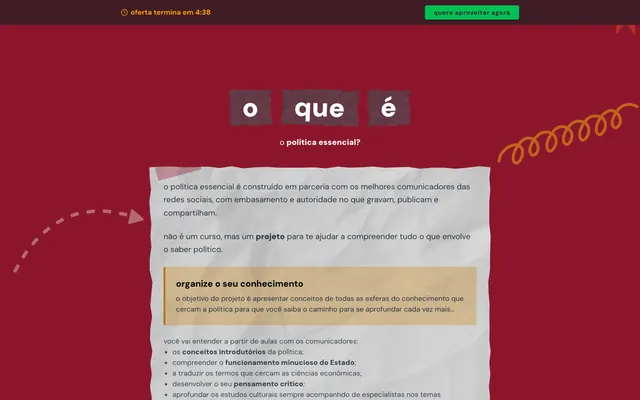 oferta termina em 4:38
quero aproveitar agora
o que é
o política essencial?
o política essencial é construído em parceria com os melhores comunicadores das
redes sociais, com embasamento e autoridade no que gravam, publicam e
compartilham.
não é um curso, mas um projeto para te ajudar a compreender tudo o que envolve
o saber político.
organize o seu conhecimento
o objetivo do projeto é apresentar conceitos de todas as esferas do conhecimento que
cercam a política para que você saiba o caminho para se aprofundar cada vez mais...
você vai entender a partir de aulas com os comunicadores:
• os conceitos introdutórios da política;
• compreender o funcionamento minucioso do Estado;
• a traduzir os termos que cercam as ciências econômicas;
• desenvolver o seu pensamento crítico;
• aprofundar os estudos culturais sempre acompanhdo de especialistas nos temas